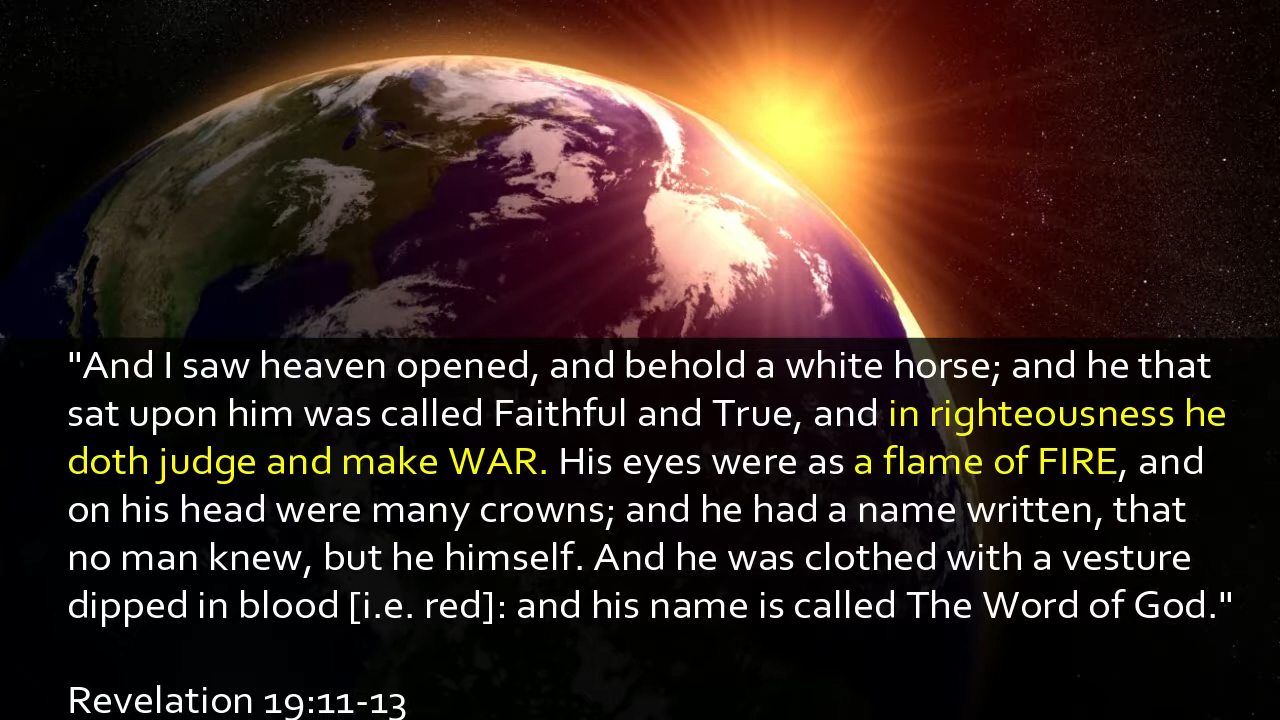 "And I saw heaven opened, and behold a white horse; and he that
sat upon him was called Faithful and True, and in righteousness he
doth judge and make WAR. His eyes were as a flame of FIRE, and
on his head were many crowns; and he had a name written, that
no man knew, but he himself. And he was clothed with a vesture
dipped in blood [i.e. red]: and his name is called The Word of God."
Revelation 19:11-13